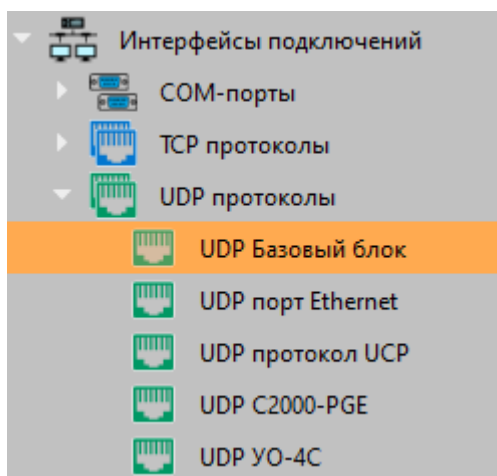 Интерфейсы подключений
COM-порты
TCP протоколы
UDP протоколы
UDP Базовый блок
UDP порт Ethernet
UDP протокол UCP
UDP C2000-PGE
UDP УО-4С